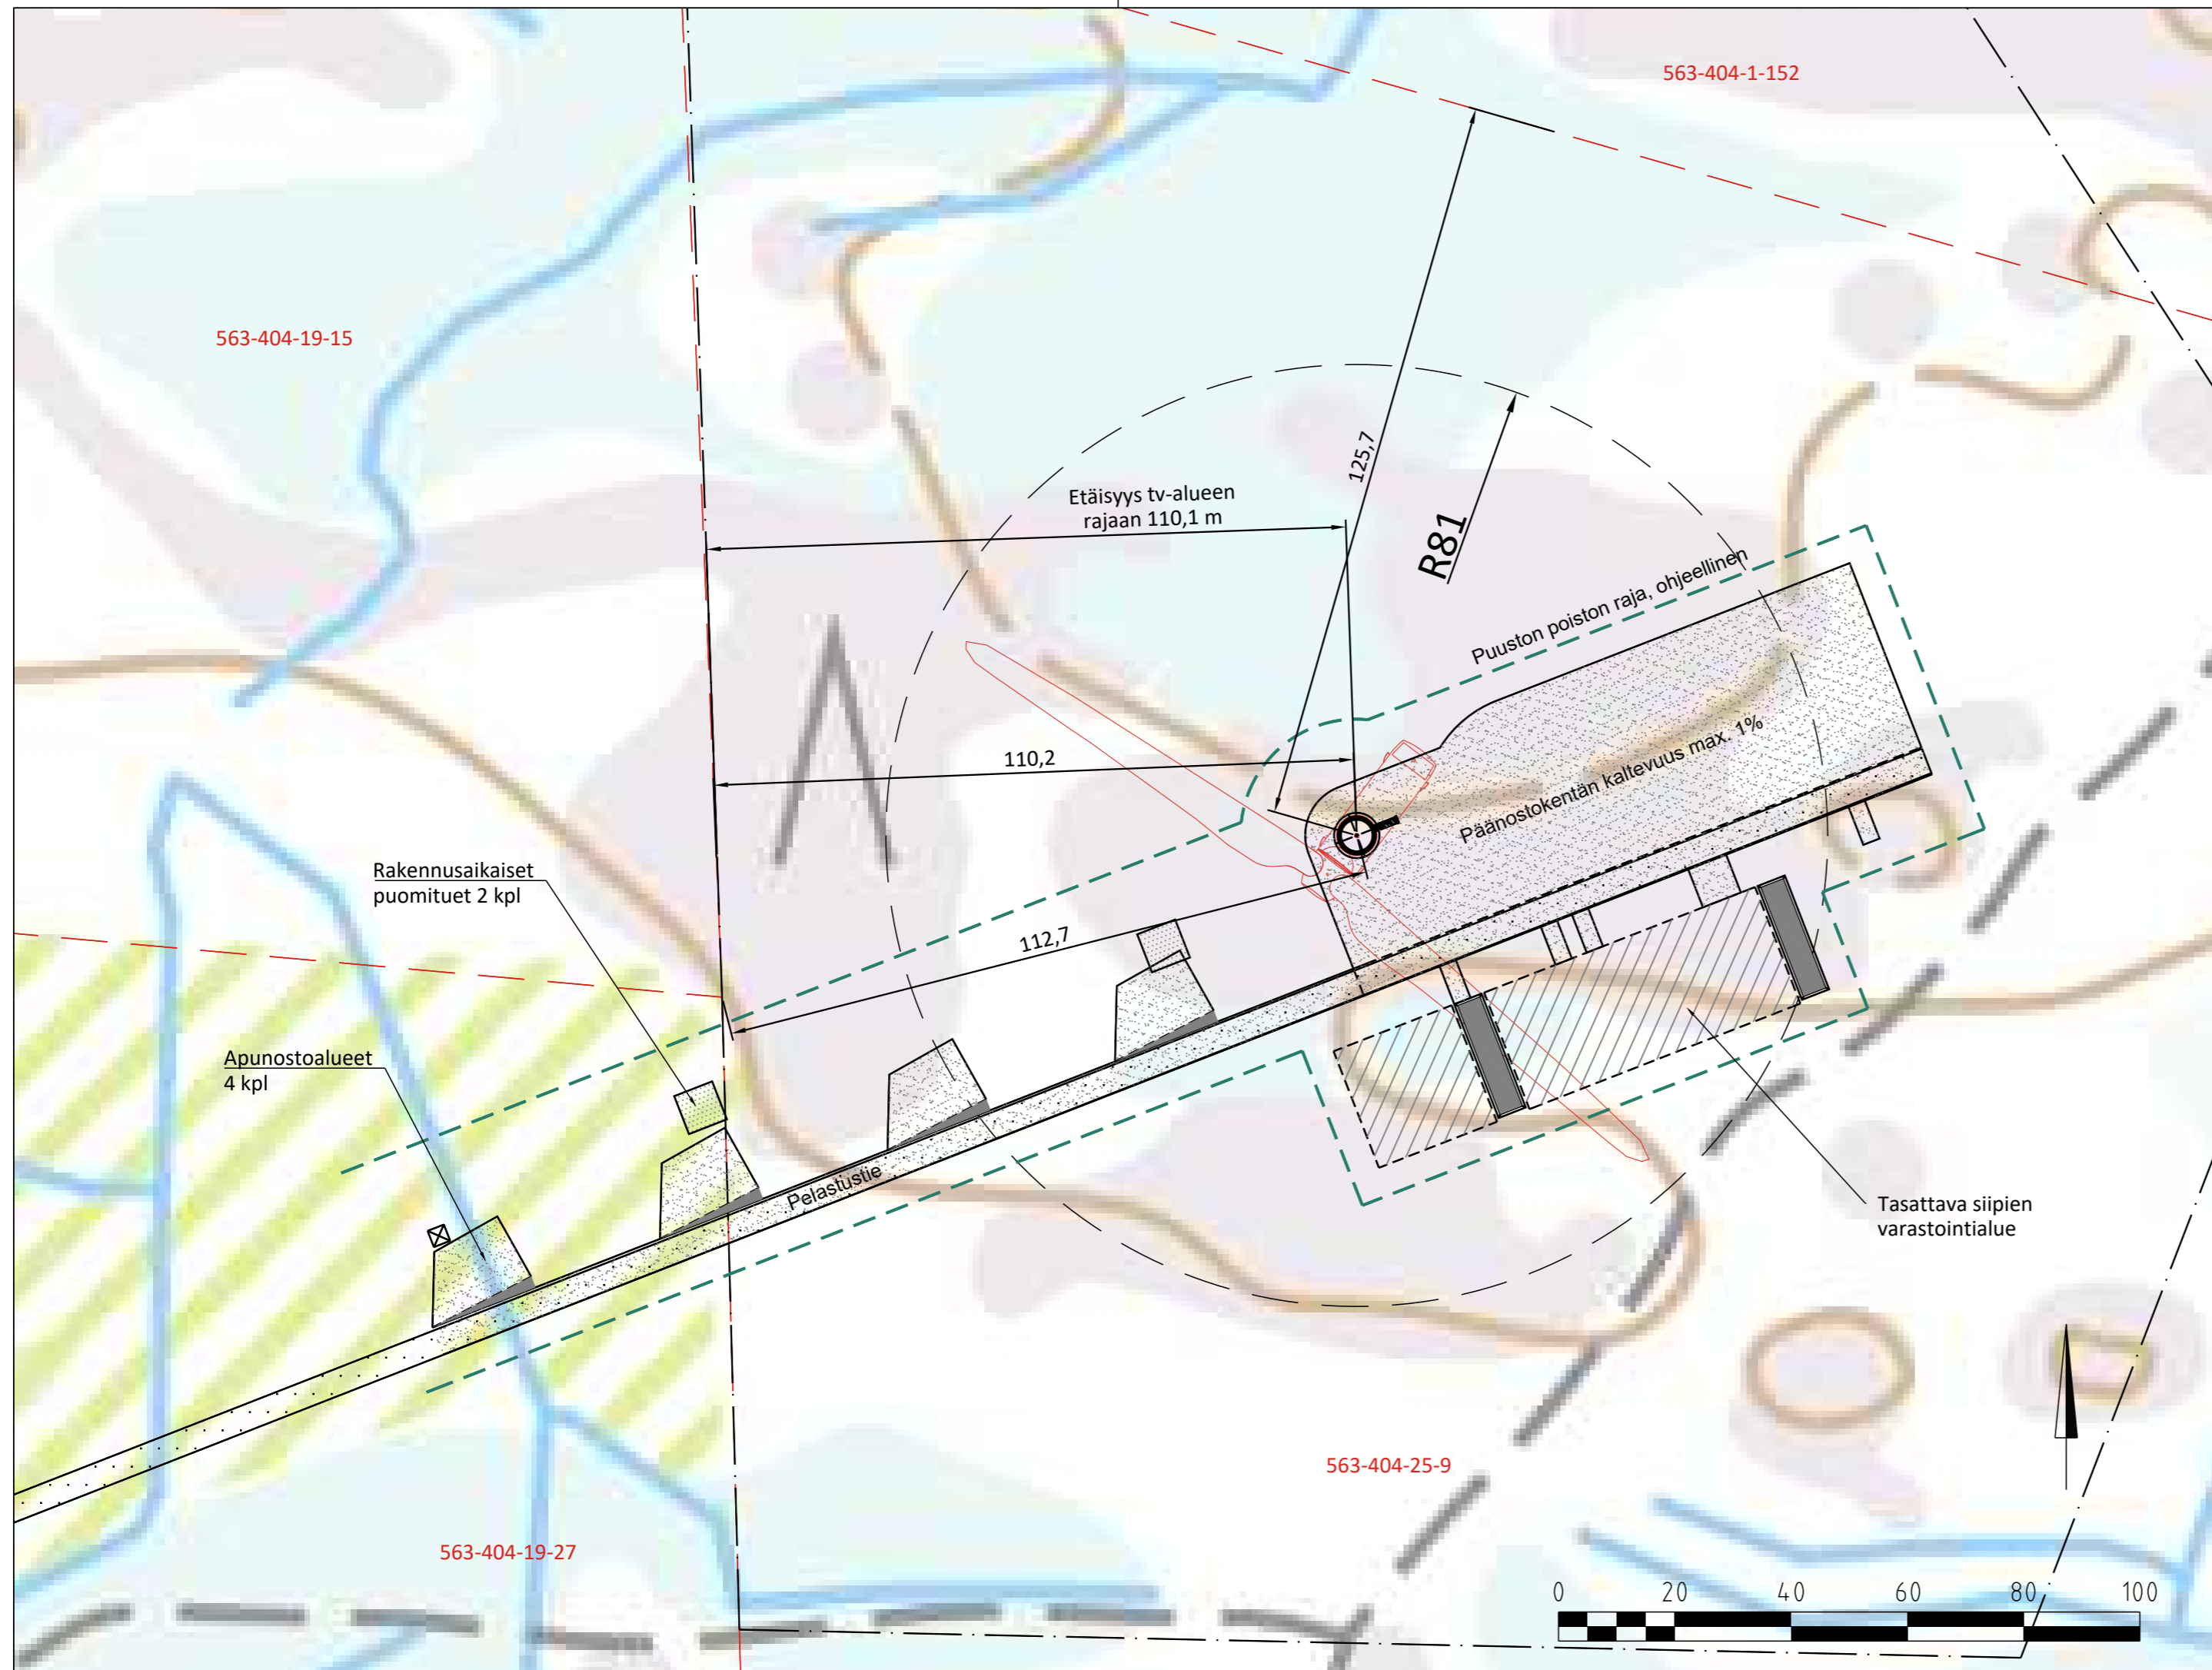 563-404-1-152
563-404-19-15
125,7
Etäisyys tv-alueen
rajaan 110,1 m
R81
Puuston poiston raja, ohjeellinen
Päänostokentän kaltevuus max. 1%
110,2
Rakennusaikaiset
puomituet 2 kpl
112,7
Apunostoalueet
4 kpl
Pelastustie
Tasattava siipien
varastointialue
563-404-25-9
563-404-19-27
0 20 40 60 80 100